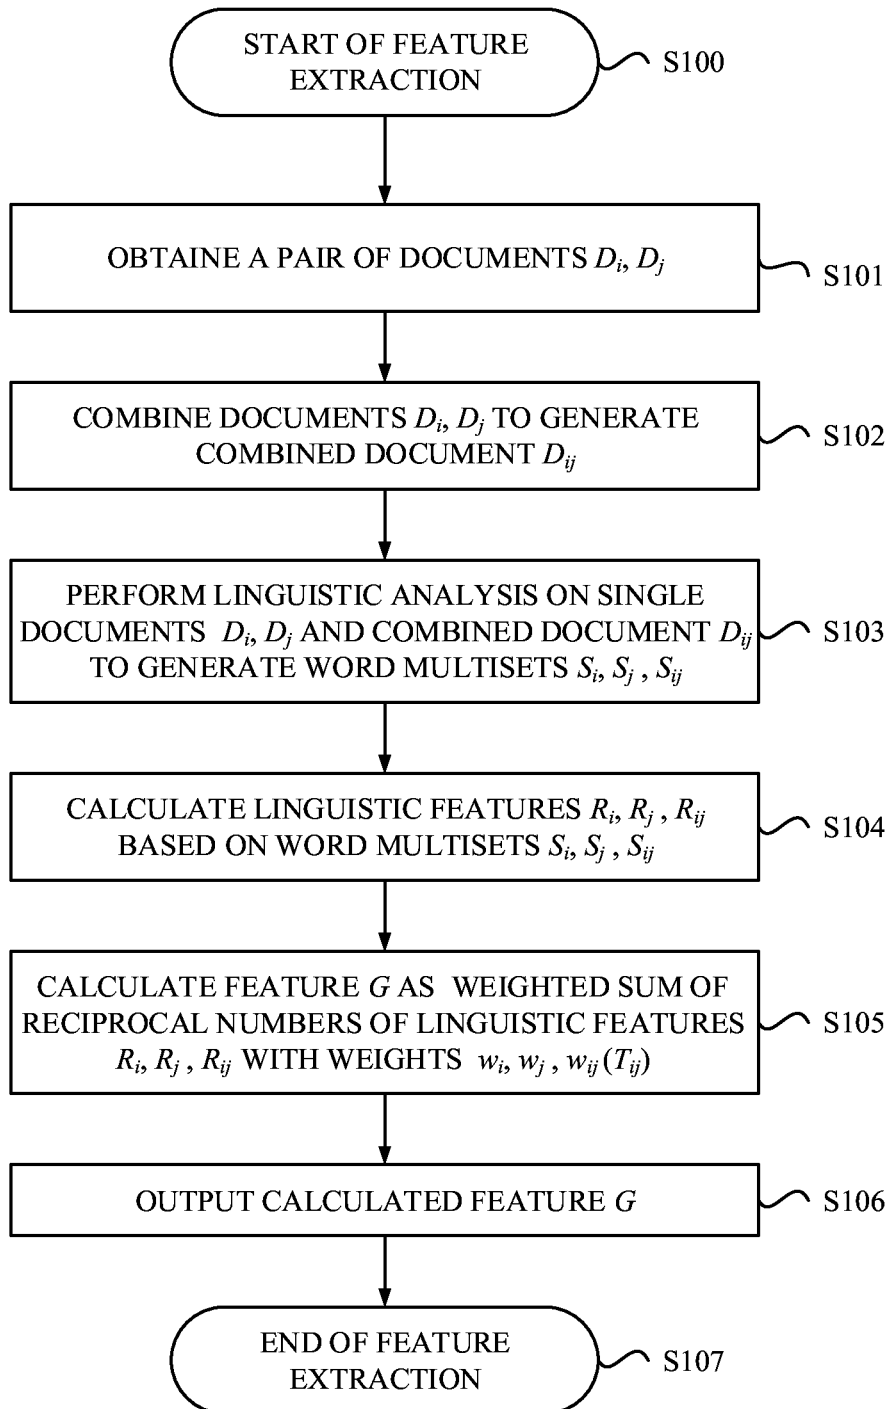 START OF FEATURE
EXTRACTION
S100
OBTAINE A PAIR OF DOCUMENTS Di, Dj
S101
COMBINE DOCUMENTS Di, Dj TO GENERATE
COMBINED DOCUMENT Dij
S102
PERFORM LINGUISTIC ANALYSIS ON SINGLE
DOCUMENTS Di, Dj AND COMBINED DOCUMENT Dij
TO GENERATE WORD MULTISETS Si, Sj , Sij
S103
CALCULATE LINGUISTIC FEATURES Ri, Rj , Rij
BASED ON WORD MULTISETS Si, Sj , Sij
S104
CALCULATE FEATURE G AS WEIGHTED SUM OF
RECIPROCAL NUMBERS OF LINGUISTIC FEATURES
Ri, Rj , Rij WITH WEIGHTS wi, wj , wij (Tij)
S105
OUTPUT CALCULATED FEATURE G
S106
END OF FEATURE
EXTRACTION
S107